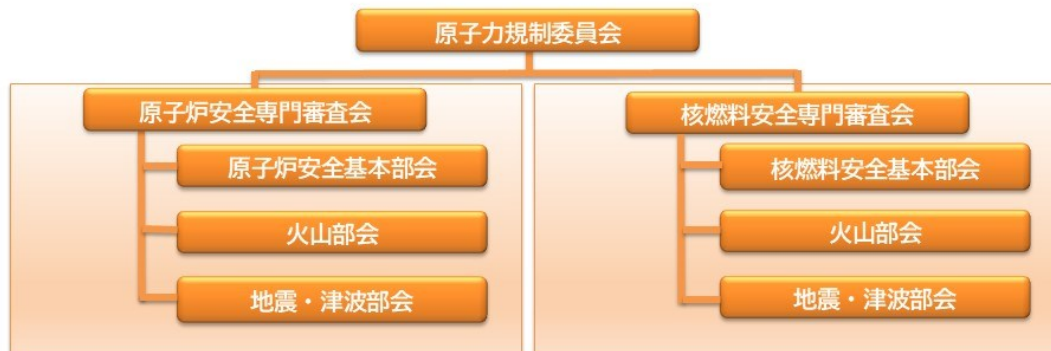 原子力規制委員会
原子炉安全専門審査会
原子炉安全基本部会
火山部会
地震・津波部会
核燃料安全専門審査会
核燃料安全基本部会
火山部会
地震・津波部会